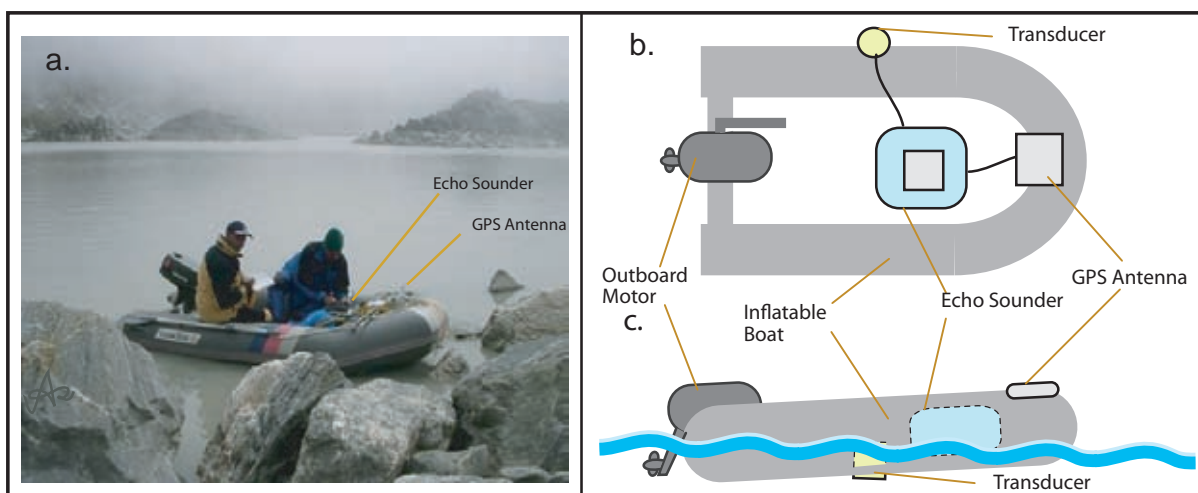 a.
Echo Sounder
GPS Antenna
b.
Transducer
Outboard
Motor
Inflatable
Boat
Echo Sounder
GPS Antenna
c.
Transducer